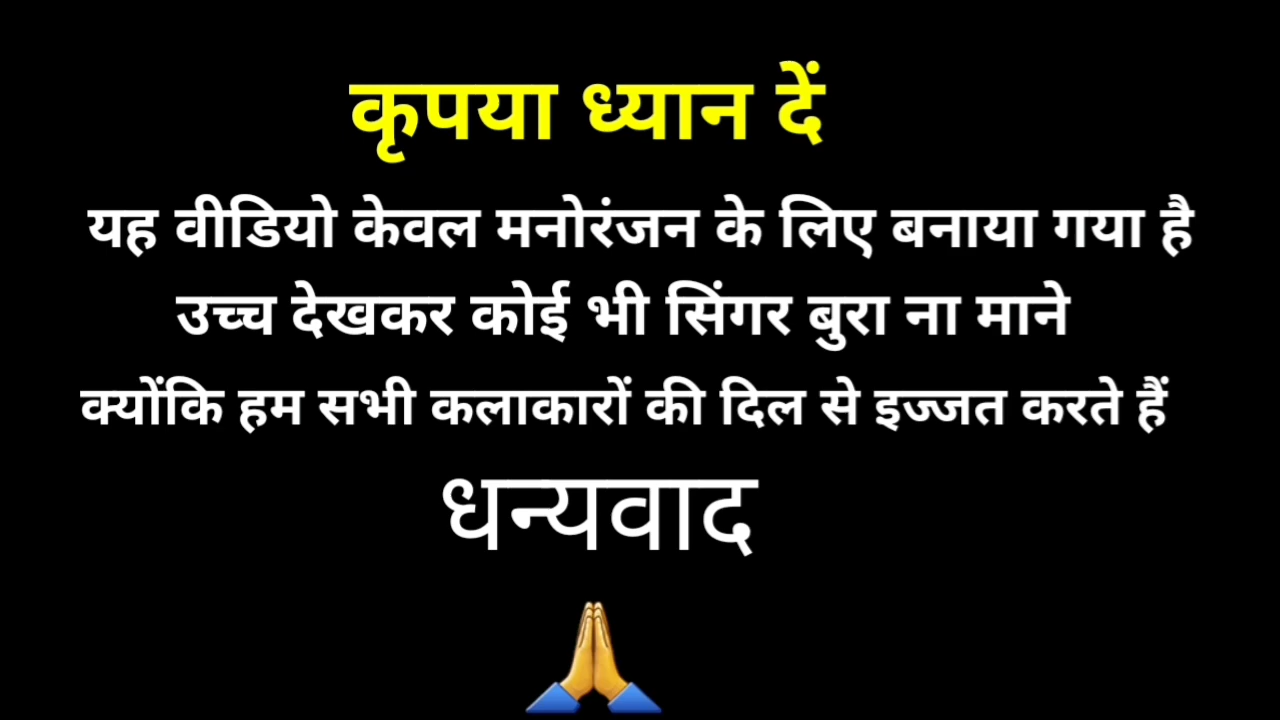 कृपया ध्यान दें
यह वीडियो केवल मनोरंजन के लिए बनाया गया है
उच्च देखकर कोई भी सिंगर बुरा ना माने
क्योंकि हम सभी कलाकारों की दिल से इज्जत करते हैं
धन्यवाद